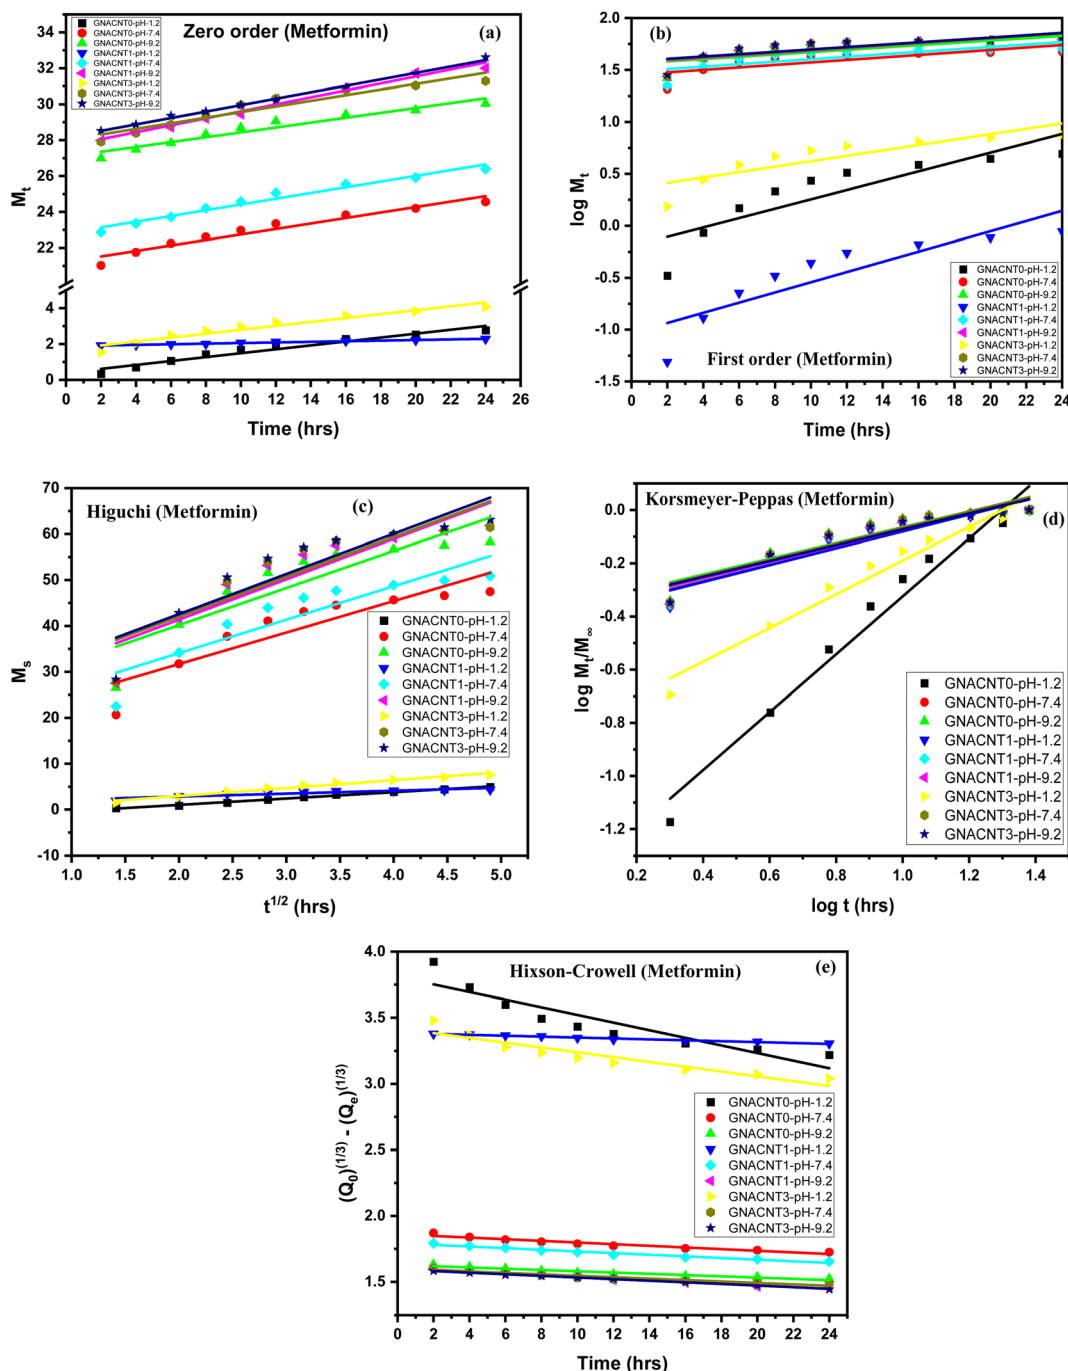 Zero order (Metformin)
(a)
GNACNT0-pH-1.2
GNACNT0-pH-7.4
GNACNT0-pH-9.2
GNACNT1-pH-1.2
GNACNT1-pH-7.4
GNACNT1-pH-9.2
GNACNT3-pH-1.2
GNACNT3-pH-7.4
GNACNT3-pH-9.2
34
32
30
28
26
24
22
4
2
0
M_t
0 2 4 6 8 10 12 14 16 18 20 22 24 26
Time (hrs)
(b)
2.0
1.5
1.0
0.5
0.0
-0.5
-1.0
-1.5
log M_t
GNACNT0-pH-1.2
GNACNT0-pH-7.4
GNACNT0-pH-9.2
GNACNT1-pH-1.2
GNACNT1-pH-7.4
GNACNT1-pH-9.2
GNACNT3-pH-1.2
GNACNT3-pH-7.4
GNACNT3-pH-9.2
First order (Metformin)
0 2 4 6 8 10 12 14 16 18 20 22 24
Time (hrs)
Higuchi (Metformin)
(c)
70
60
50
40
30
20
10
0
-10
M_s
GNACNT0-pH-1.2
GNACNT0-pH-7.4
GNACNT0-pH-9.2
GNACNT1-pH-1.2
GNACNT1-pH-7.4
GNACNT1-pH-9.2
GNACNT3-pH-1.2
GNACNT3-pH-7.4
GNACNT3-pH-9.2
1.0 1.5 2.0 2.5 3.0 3.5 4.0 4.5 5.0
t^1/2 (hrs)
Korsmeyer-Peppas (Metformin)
(d)
0.0
-0.2
-0.4
-0.6
-0.8
-1.0
-1.2
log M_t/M_∞
GNACNT0-pH-1.2
GNACNT0-pH-7.4
GNACNT0-pH-9.2
GNACNT1-pH-1.2
GNACNT1-pH-7.4
GNACNT1-pH-9.2
GNACNT3-pH-1.2
GNACNT3-pH-7.4
GNACNT3-pH-9.2
0.2 0.4 0.6 0.8 1.0 1.2 1.4
log t (hrs)
Hixson-Crowell (Metformin)
(e)
4.0
3.5
3.0
2.5
2.0
1.5
(Q_0)^(1/3) - (Q_e)^(1/3)
GNACNT0-pH-1.2
GNACNT0-pH-7.4
GNACNT0-pH-9.2
GNACNT1-pH-1.2
GNACNT1-pH-7.4
GNACNT1-pH-9.2
GNACNT3-pH-1.2
GNACNT3-pH-7.4
GNACNT3-pH-9.2
0 2 4 6 8 10 12 14 16 18 20 22 24
Time (hrs)